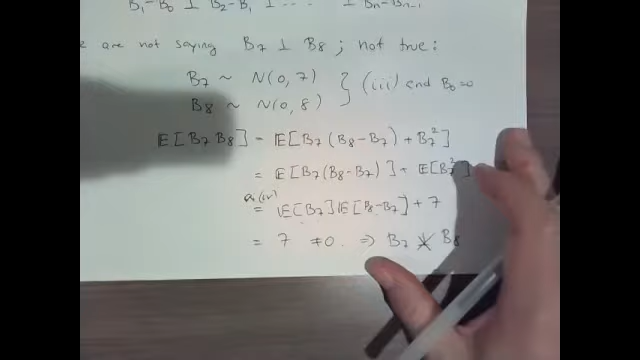 B₁-B₀ ⊥ B₂-B₁ ⊥ .... ⊥ Bₙ-Bₙ₋₁
are not saying B₇ ⊥ B₈ ; not true:
B₇ ~ N(0,7) } (iii) and B₀=0
B₈ ~ N(0,8)
𝔼[B₇B₈] = 𝔼[B₇(B₈-B₇)+B₇²]
= 𝔼[B₇(B₈-B₇)] + 𝔼[B₇²]
= 𝔼[B₇]𝔼[B₈-B₇] + 7
= 7 ≠0. ⇒ B₇ ⊥̸ B₈